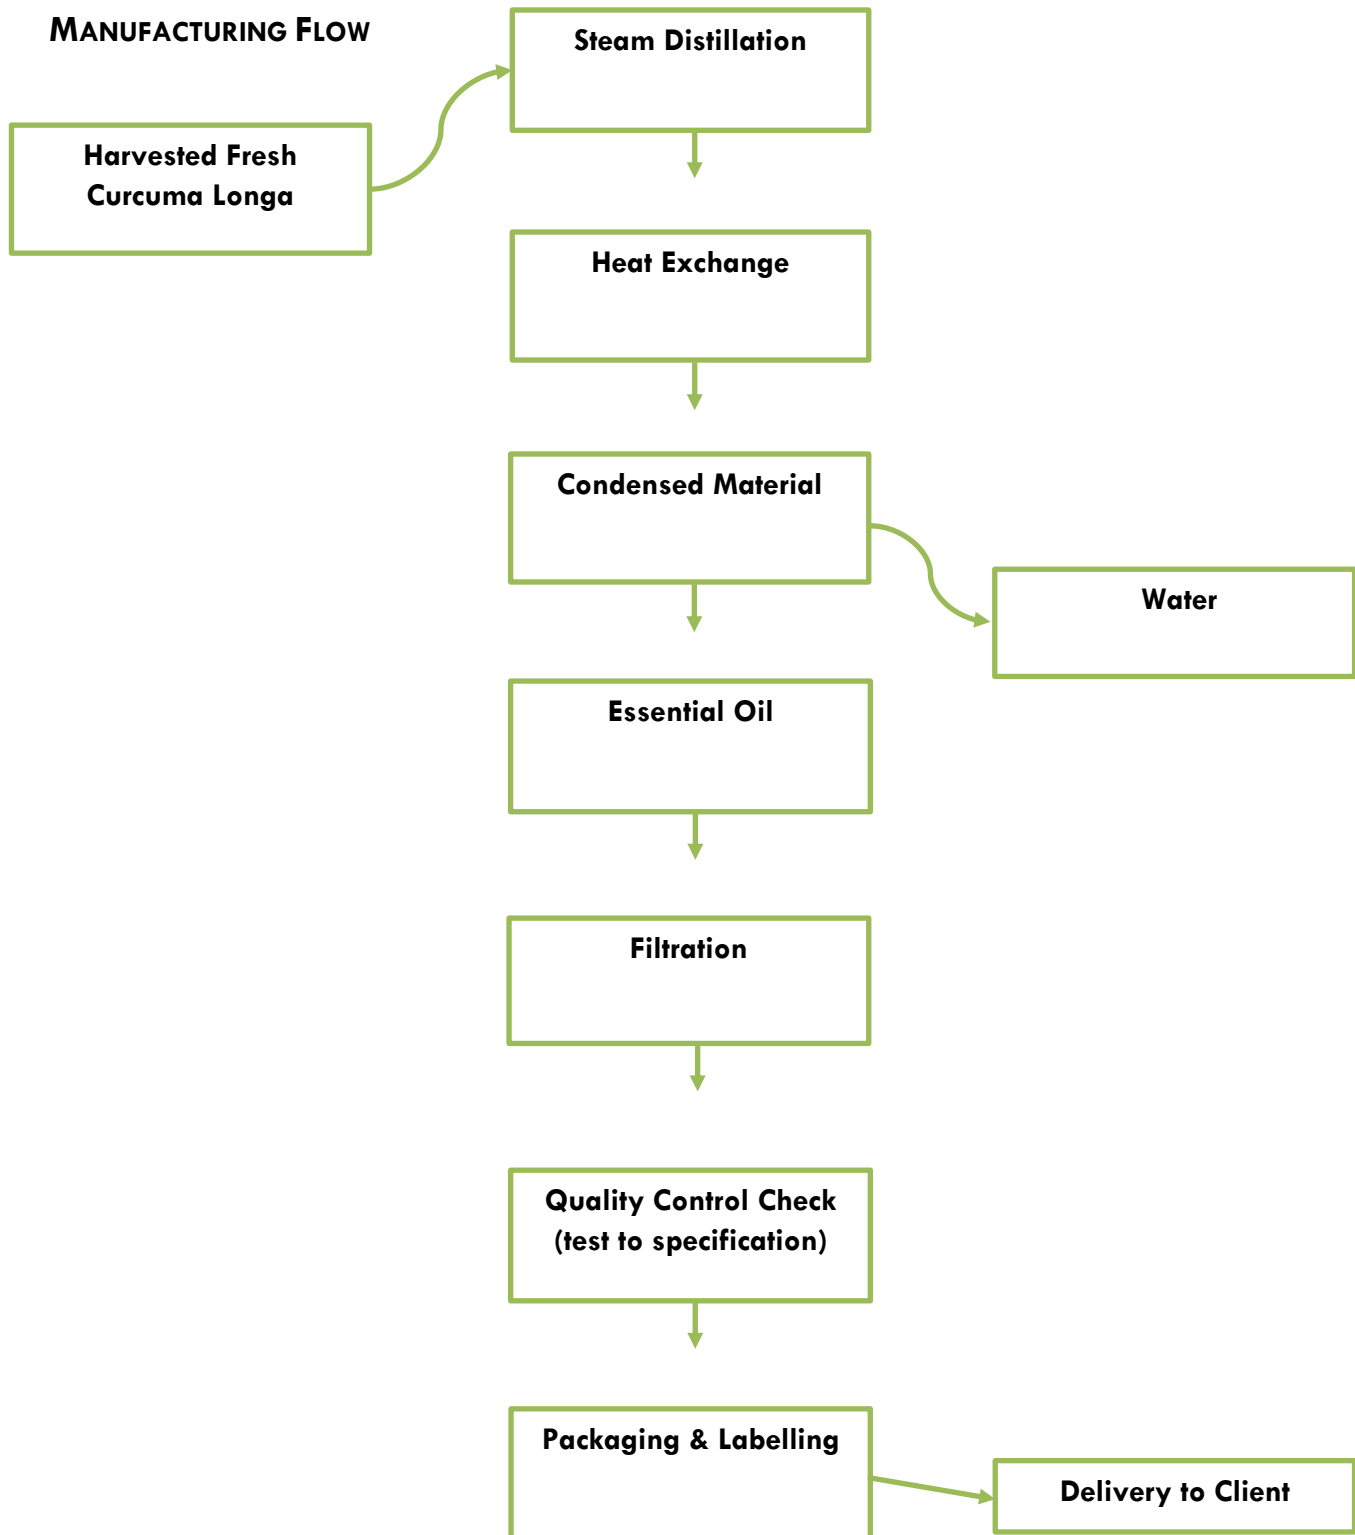 MANUFACTURING FLOW
Steam Distillation
Harvested Fresh
Curcuma Longa
Heat Exchange
Condensed Material
Water
Essential Oil
Filtration
Quality Control Check
(test to specification)
Packaging & Labelling
Delivery to Client